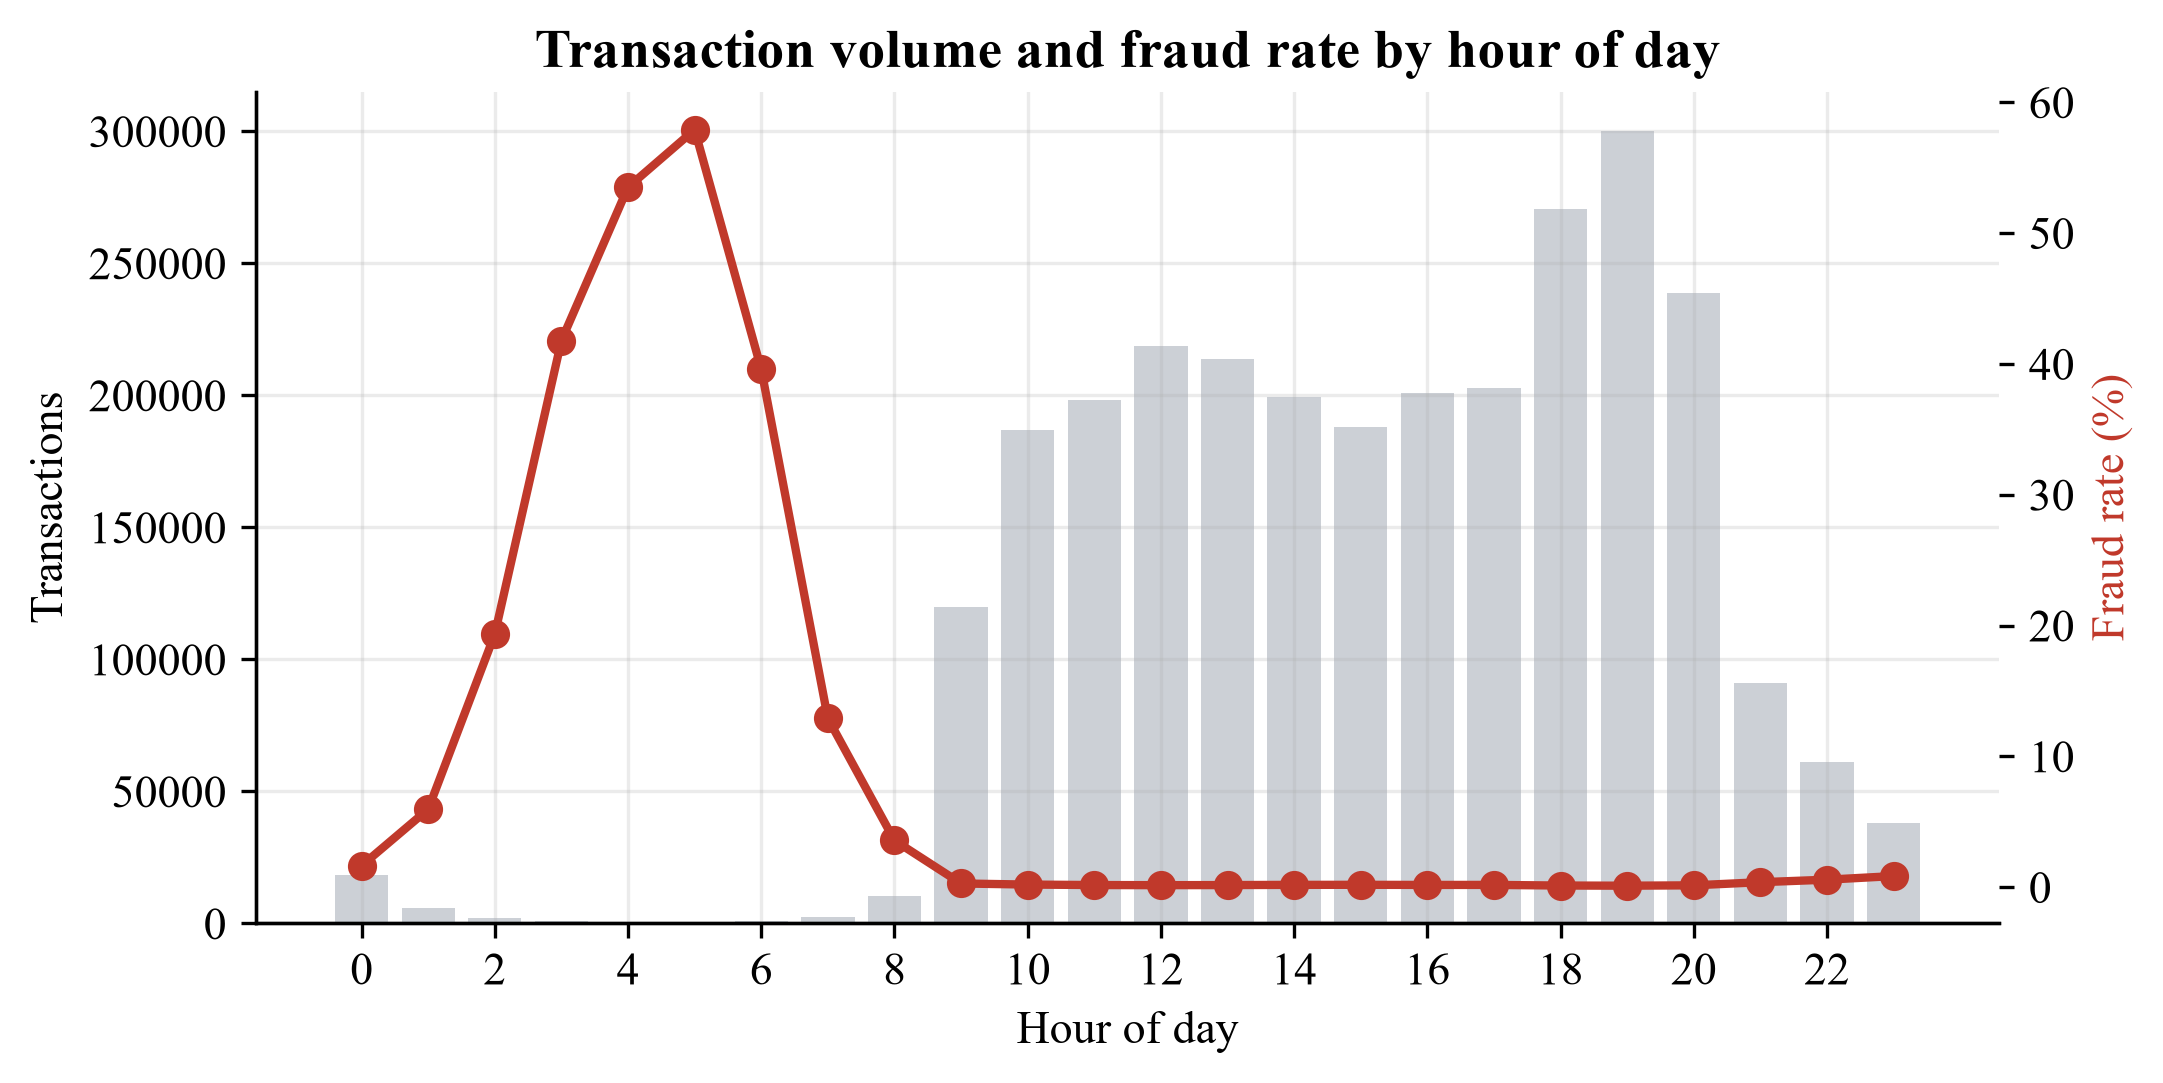 Transaction volume and fraud rate by hour of day
Transactions
300000
250000
200000
150000
100000
50000
0
60
50
40
30
20
10
0
Fraud rate (%)
0 2 4 6 8 10 12 14 16 18 20 22
Hour of day